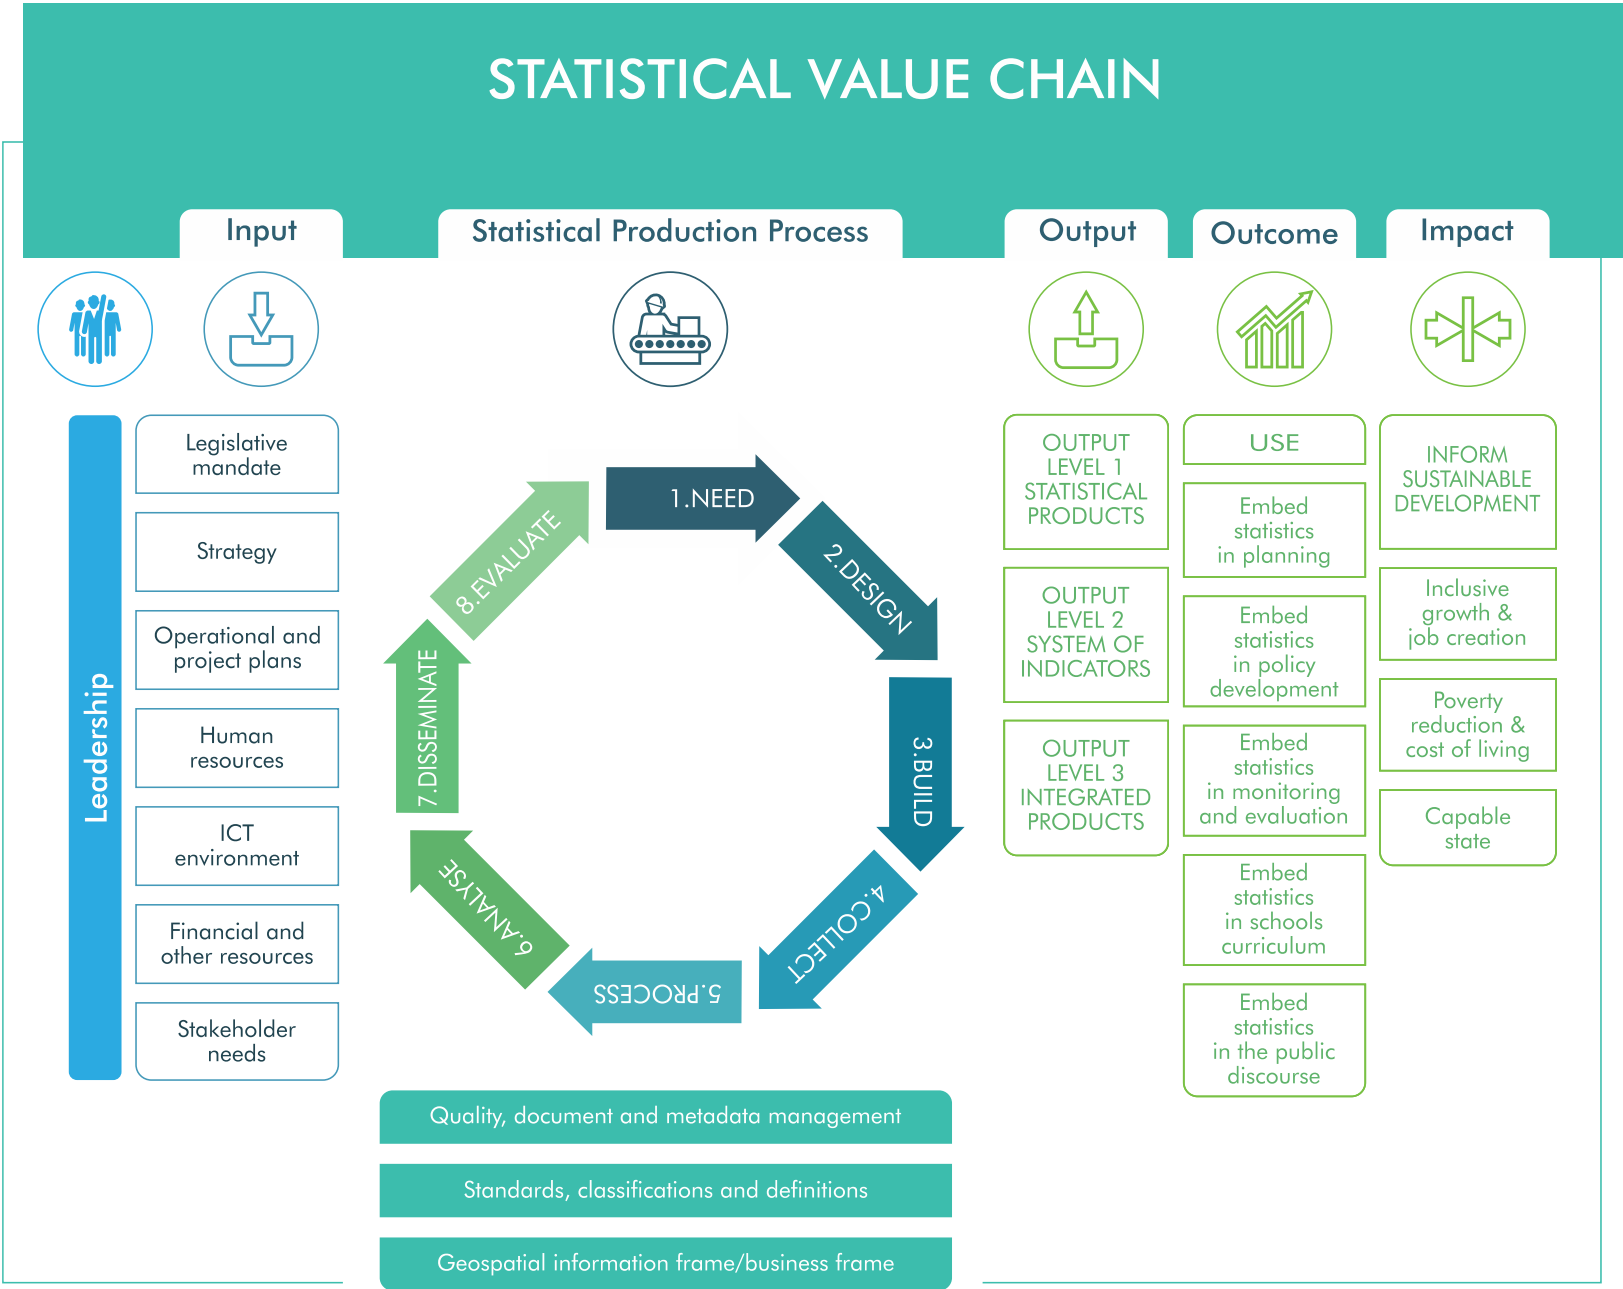 STATISTICAL VALUE CHAIN
Input
Statistical Production Process
Output
Outcome
Impact
Leadership
Legislative
mandate
Strategy
Operational and
project plans
Human
resources
ICT
environment
Financial and
other resources
Stakeholder
needs
1.NEED
2.DESIGN
3.BUILD
4.COLLECT
5.PROCESS
6.ANALYSE
7.DISSEMINATE
8.EVALUATE
Quality, document and metadata management
Standards, classifications and definitions
Geospatial information frame/business frame
OUTPUT
LEVEL 1
STATISTICAL
PRODUCTS
OUTPUT
LEVEL 2
SYSTEM OF
INDICATORS
OUTPUT
LEVEL 3
INTEGRATED
PRODUCTS
USE
Embed
statistics
in planning
Embed
statistics
in policy
development
Embed
statistics
in monitoring
and evaluation
Embed
statistics
in schools
curriculum
Embed
statistics
in the public
discourse
INFORM
SUSTAINABLE
DEVELOPMENT
Inclusive
growth &
job creation
Poverty
reduction &
cost of living
Capable
state